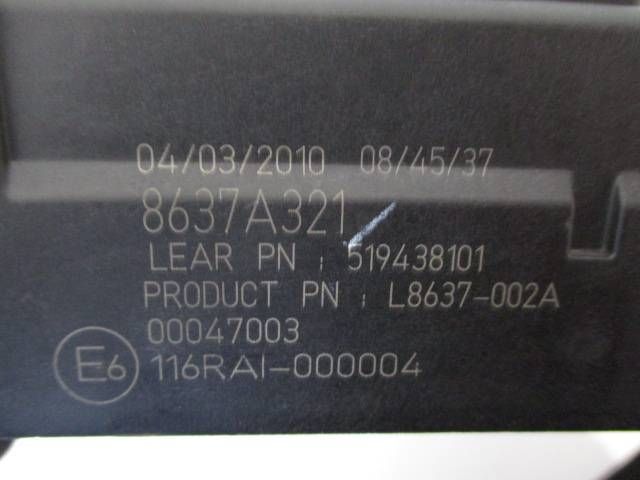 04/03/2010 08/45/37
8637A321
LEAR PN : 519438101
PRODUCT PN : L8637-002A
00047003
E6 116RAI-000004